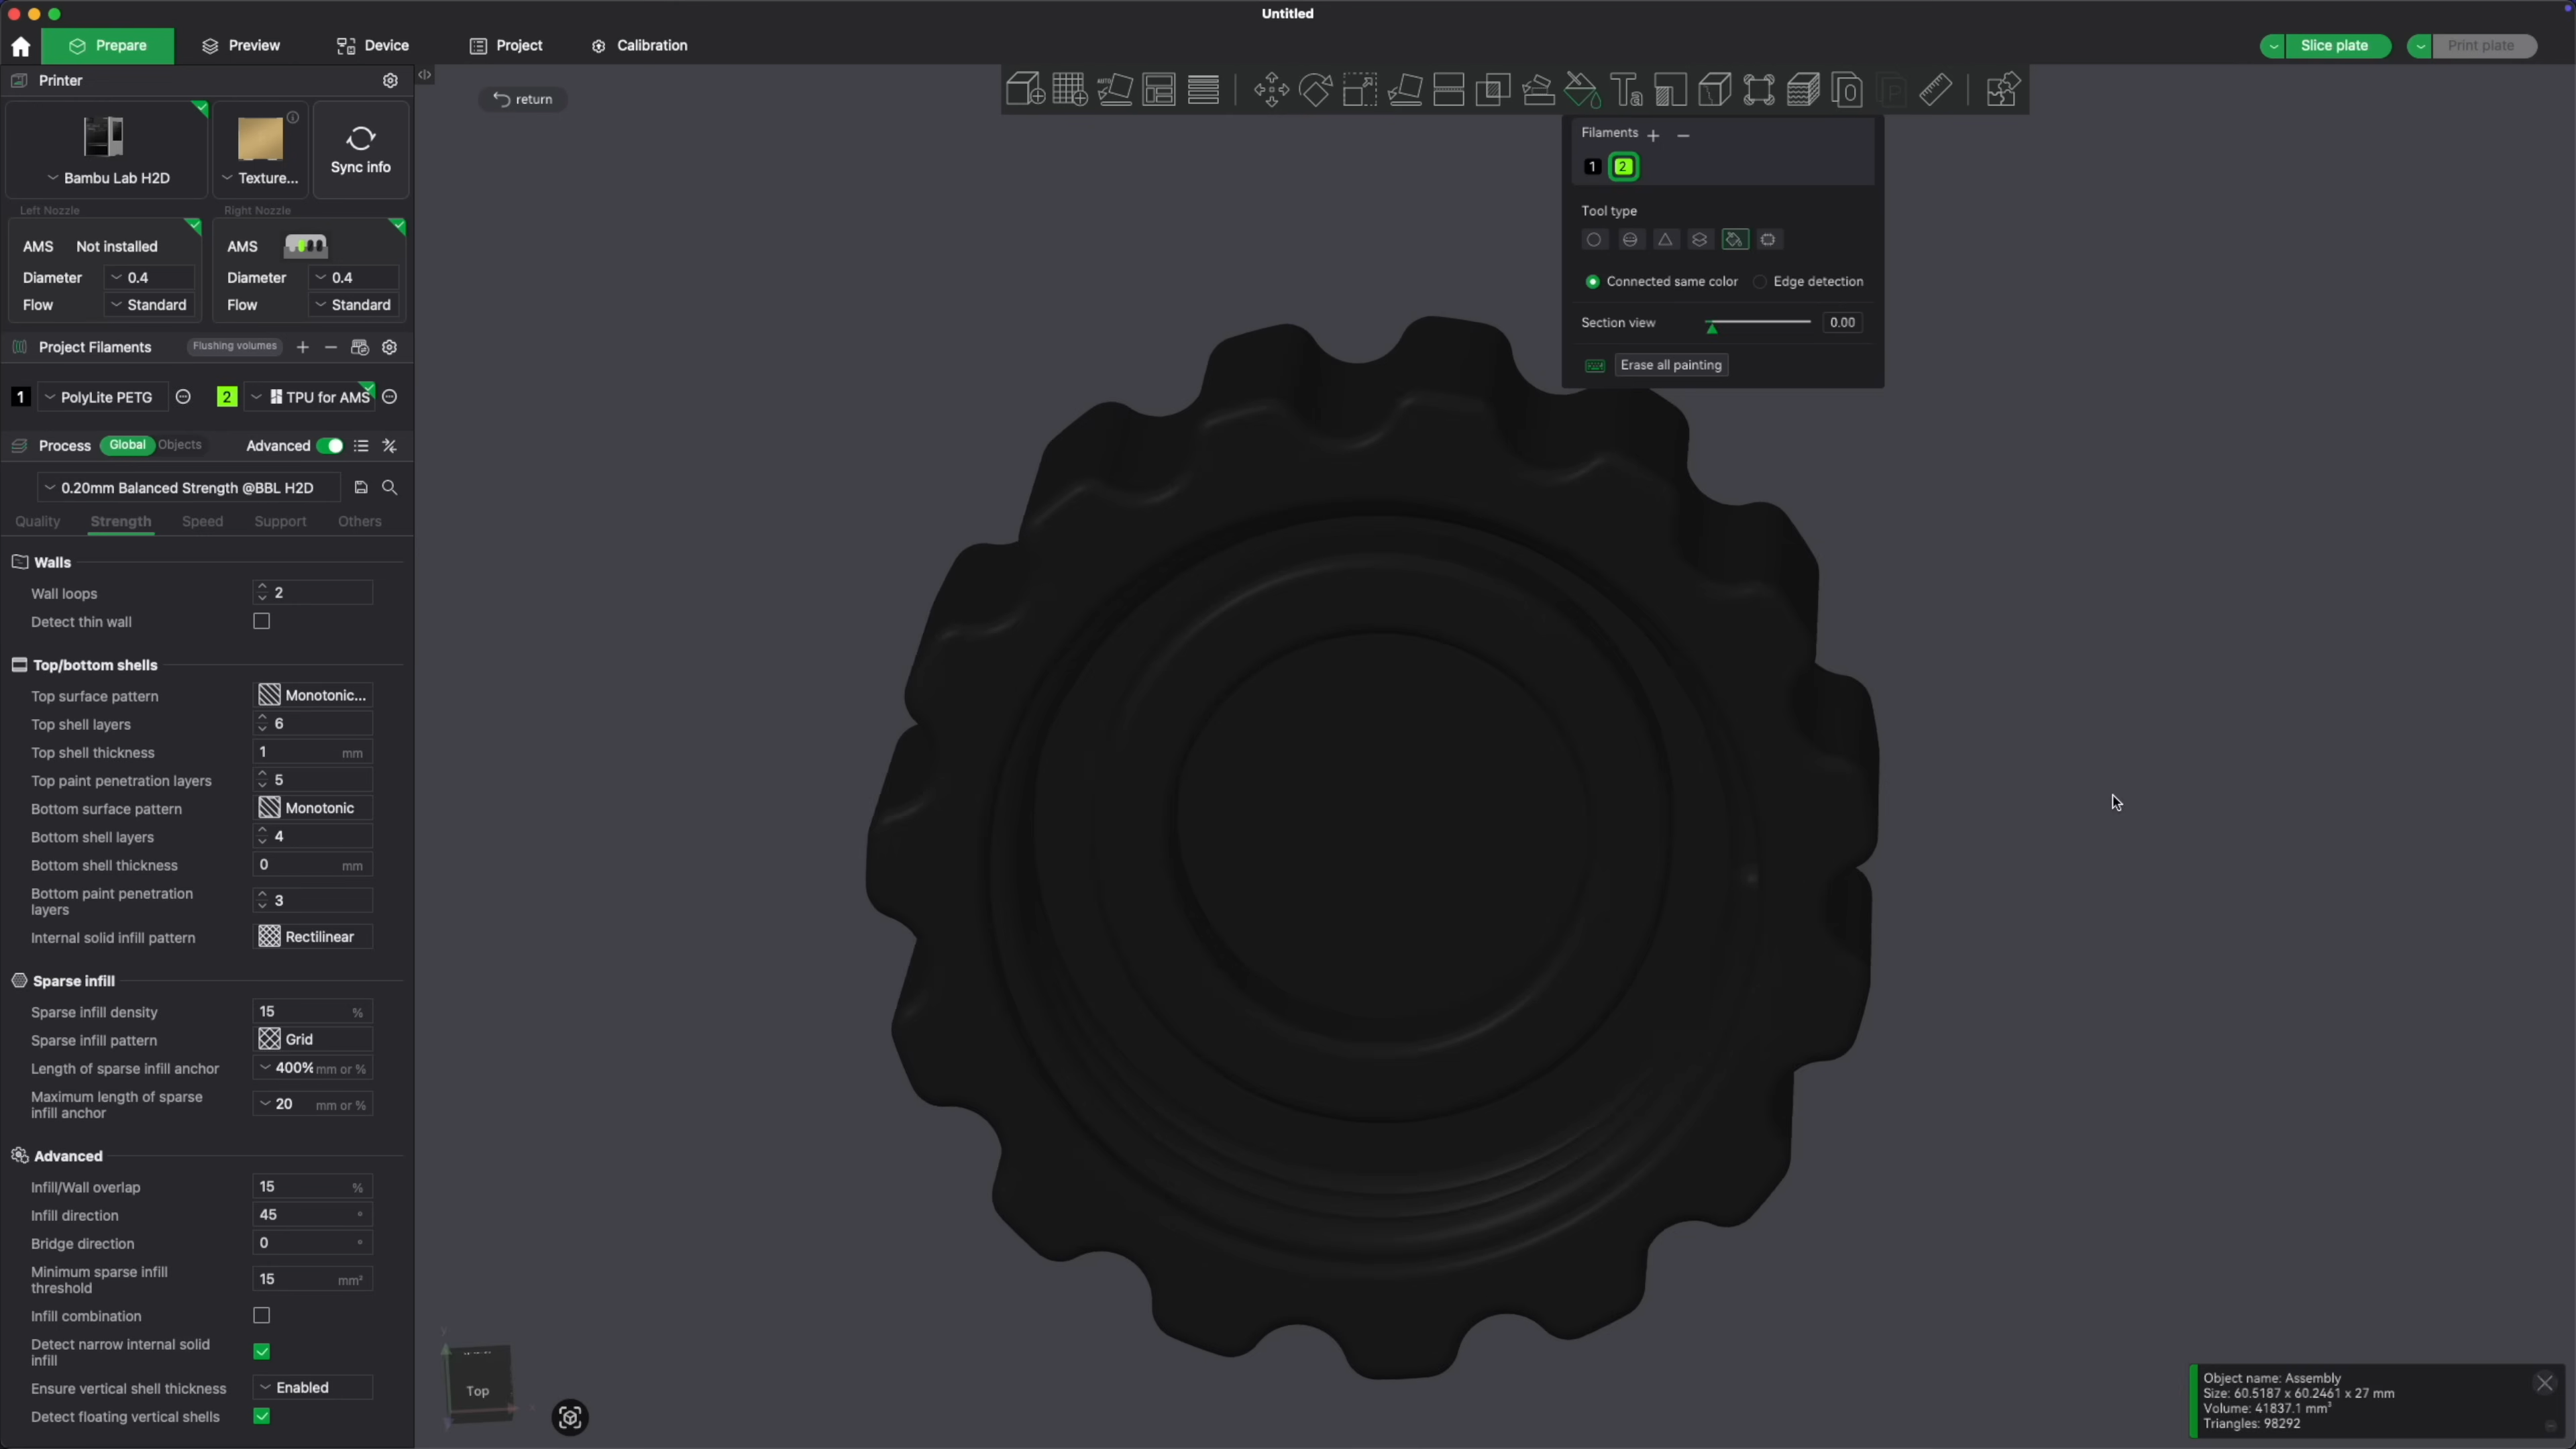 Untitled
Prepare
Preview
Device
Project
Calibration
Slice plate
Print plate
Printer
return
Bambu Lab H2D
Texture...
Sync info
Left Nozzle
Right Nozzle
AMS Not installed
AMS
Diameter 0.4
Diameter 0.4
Flow Standard
Flow Standard
Project Filaments
Flushing volumes
1 PolyLite PETG
2 TPU for AMS
Process
Global
Objects
Advanced
0.20mm Balanced Strength @BBL H2D
Quality
Strength
Speed
Support
Others
Walls
Wall loops 2
Detect thin wall
Top/bottom shells
Top surface pattern Monotonic...
Top shell layers 6
Top shell thickness 1 mm
Top paint penetration layers 5
Bottom surface pattern Monotonic
Bottom shell layers 4
Bottom shell thickness 0 mm
Bottom paint penetration
layers
3
Internal solid infill pattern Rectilinear
Sparse infill
Sparse infill density 15 %
Sparse infill pattern Grid
Length of sparse infill anchor 400% mm or %
Maximum length of sparse
infill anchor
20 mm or %
Advanced
Infill/Wall overlap 15 %
Infill direction 45 °
Bridge direction 0 °
Minimum sparse infill
threshold
15 mm²
Infill combination
Detect narrow internal solid
infill
Ensure vertical shell thickness Enabled
Detect floating vertical shells
Filaments + −
1 2
Tool type
Connected same color
Edge detection
Section view 0.00
Erase all painting
Top
Object name: Assembly
Size: 60.5187 x 60.2461 x 27 mm
Volume: 41837.1 mm³
Triangles: 98292